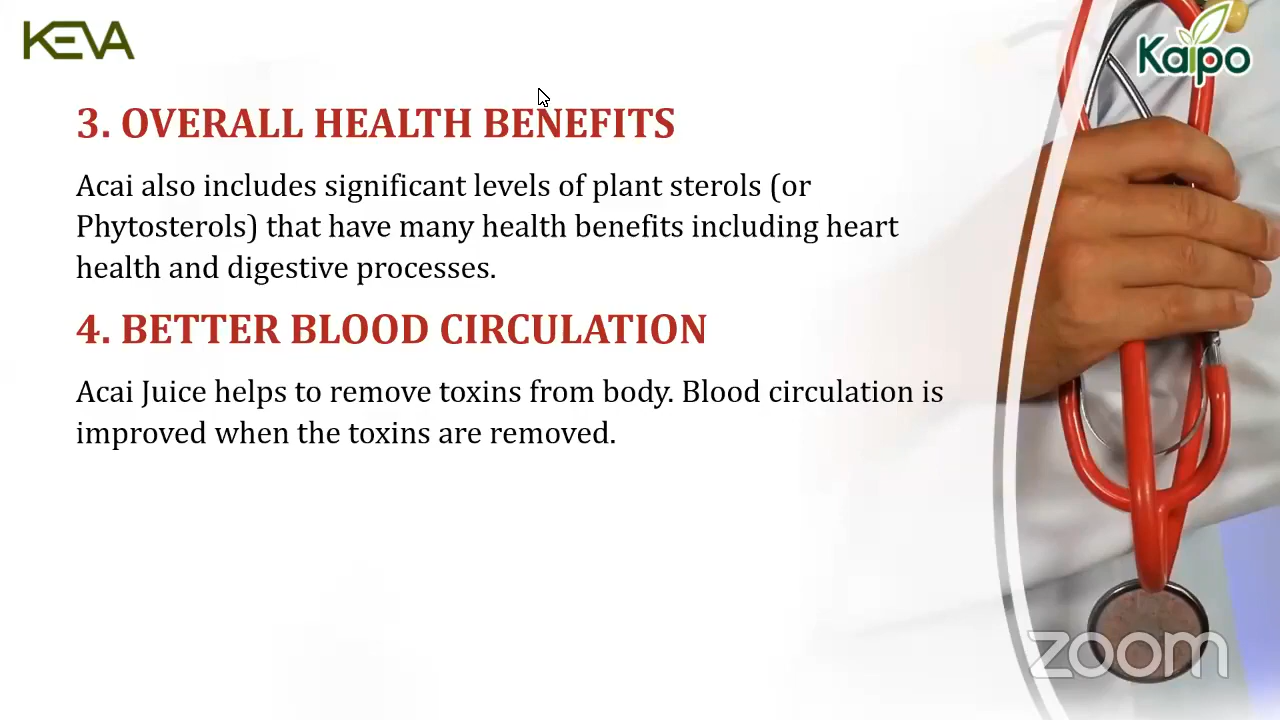 KEVA
Kaipo
3. OVERALL HEALTH BENEFITS
Acai also includes significant levels of plant sterols (or
Phytosterols) that have many health benefits including heart
health and digestive processes.
4. BETTER BLOOD CIRCULATION
Acai Juice helps to remove toxins from body. Blood circulation is
improved when the toxins are removed.
zoom